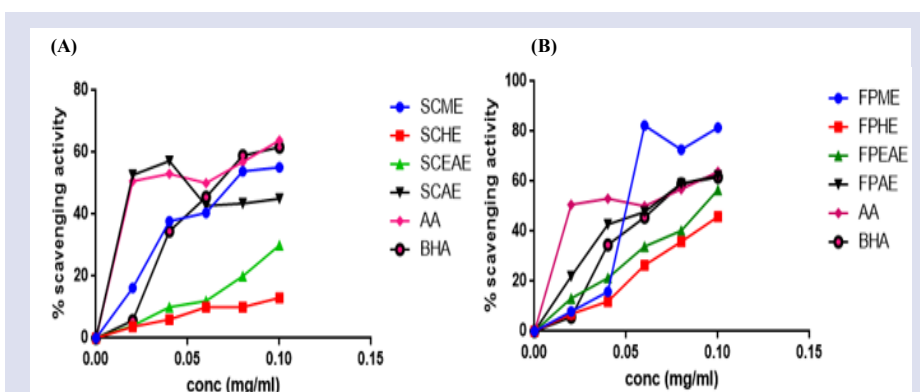 (A)
(B)
% scavenging activity
80
60
40
20
0
0.00
0.05
0.10
0.15
conc (mg/ml)
SCME
SCHE
SCEAE
SCAE
AA
BHA
% scavenging activity
100
80
60
40
20
0
0.00
0.05
0.10
0.15
conc (mg/ml)
FPME
FPHE
FPEAE
FPAE
AA
BHA